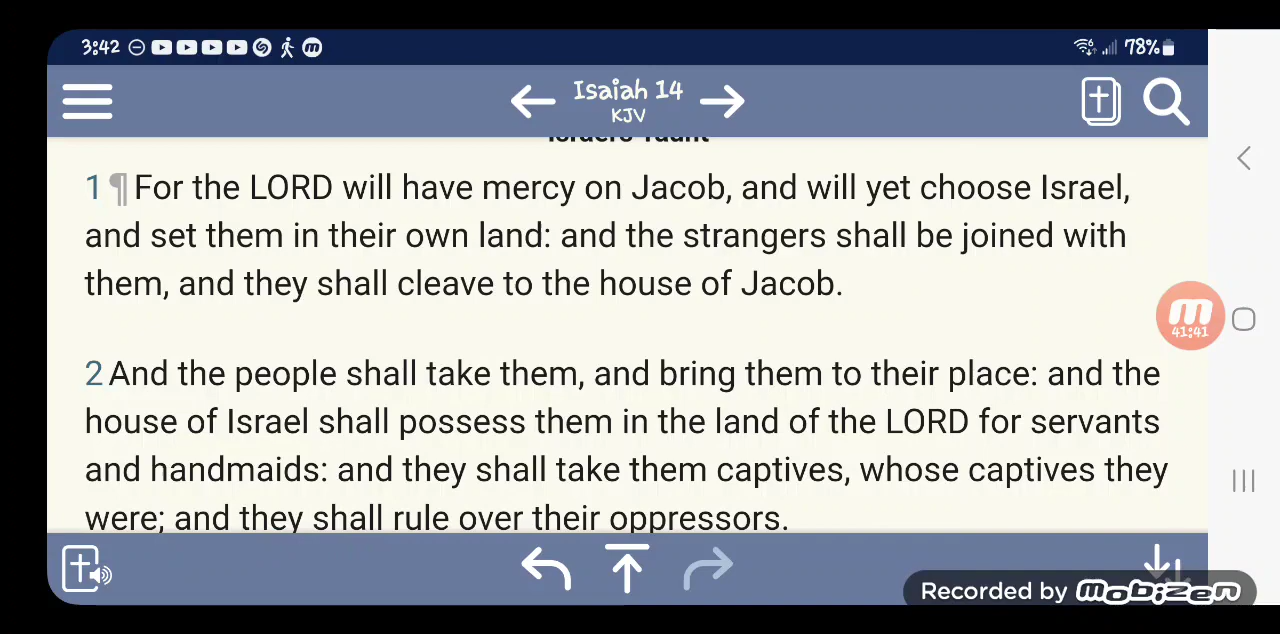 3:42 78%
Isaiah 14
KJV
1 ¶ For the LORD will have mercy on Jacob, and will yet choose Israel,
and set them in their own land: and the strangers shall be joined with
them, and they shall cleave to the house of Jacob.
41:41
2 And the people shall take them, and bring them to their place: and the
house of Israel shall possess them in the land of the LORD for servants
and handmaids: and they shall take them captives, whose captives they
were; and they shall rule over their oppressors.
Recorded by mobizen